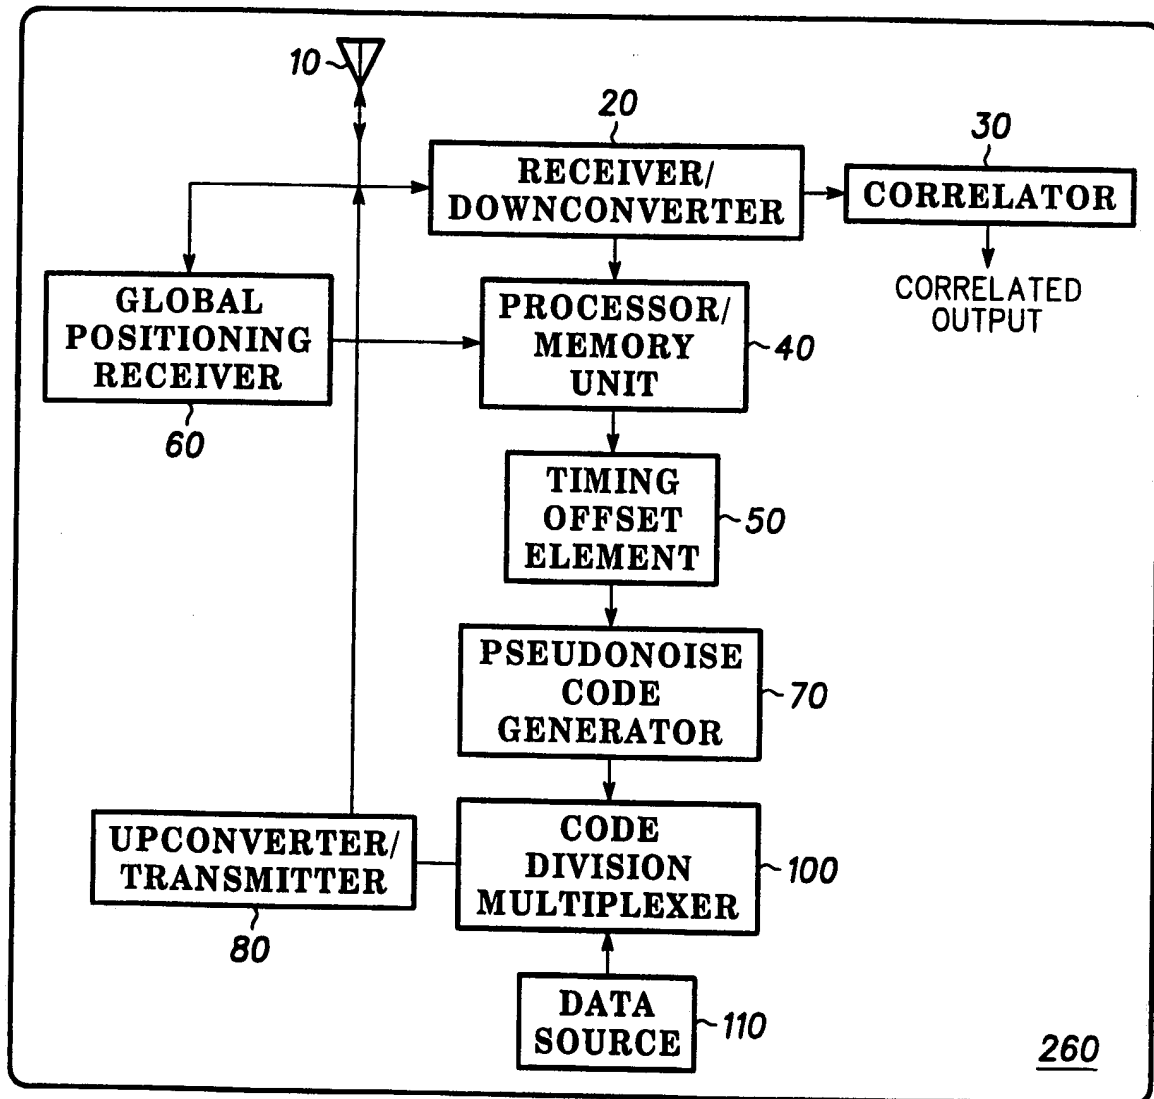 10
20
30
RECEIVER/
DOWNCONVERTER
CORRELATOR
GLOBAL
POSITIONING
RECEIVER
60
PROCESSOR/
MEMORY
UNIT
40
CORRELATED
OUTPUT
TIMING
OFFSET
ELEMENT
50
PSEUDONOISE
CODE
GENERATOR
70
UPCONVERTER/
TRANSMITTER
80
CODE
DIVISION
MULTIPLEXER
100
DATA
SOURCE
110
260